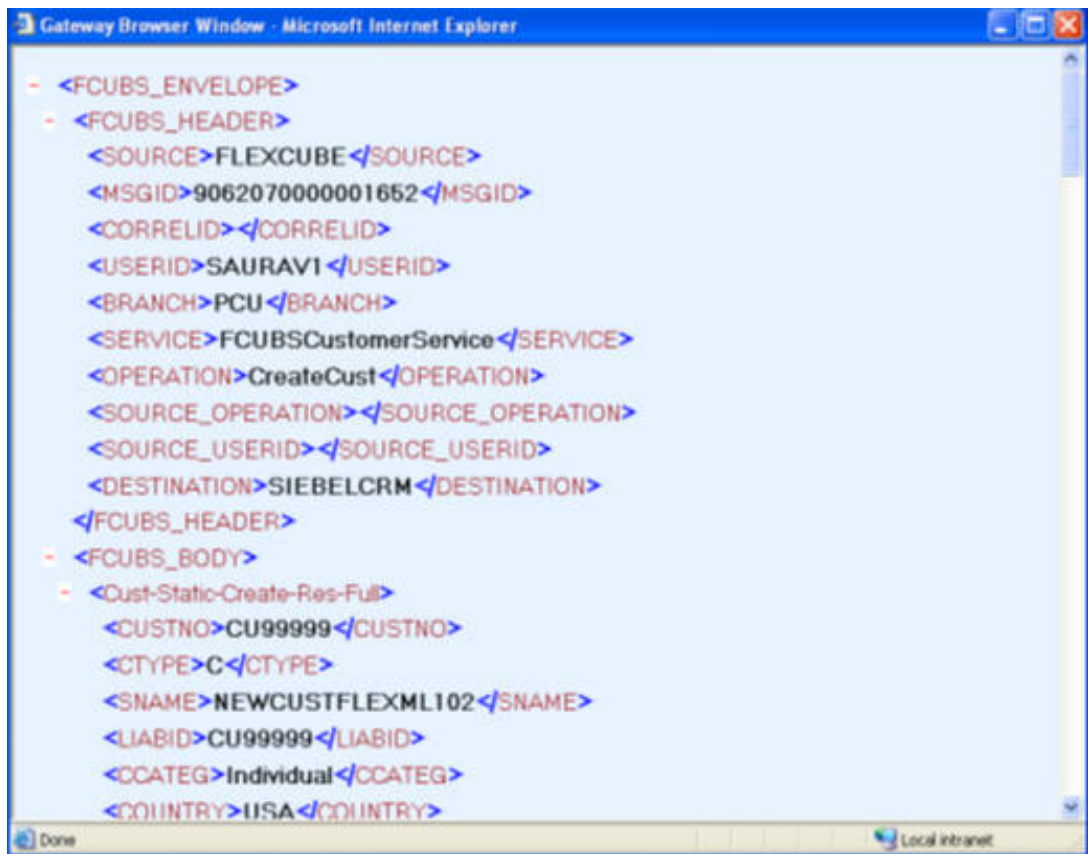 Gateway Browser Window - Microsoft Internet Explorer
- <FCUBS_ENVELOPE>
- <FCUBS_HEADER>
<SOURCE>FLEXCUBE</SOURCE>
<MSGID>9062070000001652</MSGID>
<CORRELID></CORRELID>
<USERID>SAURAV1</USERID>
<BRANCH>PCU</BRANCH>
<SERVICE>FCUBSCustomerService</SERVICE>
<OPERATION>CreateCust</OPERATION>
<SOURCE_OPERATION></SOURCE_OPERATION>
<SOURCE_USERID></SOURCE_USERID>
<DESTINATION>SIEBELCRM</DESTINATION>
</FCUBS_HEADER>
- <FCUBS_BODY>
- <Cust-Static-Create-Res-Full>
<CUSTNO>CU99999</CUSTNO>
<CTYPE>C</CTYPE>
<SNAME>NEWCUSTFLEXML102</SNAME>
<LIABID>CU99999</LIABID>
<CCATEG>Individual</CCATEG>
<COUNTRY>USA</COUNTRY>
Done Local intranet